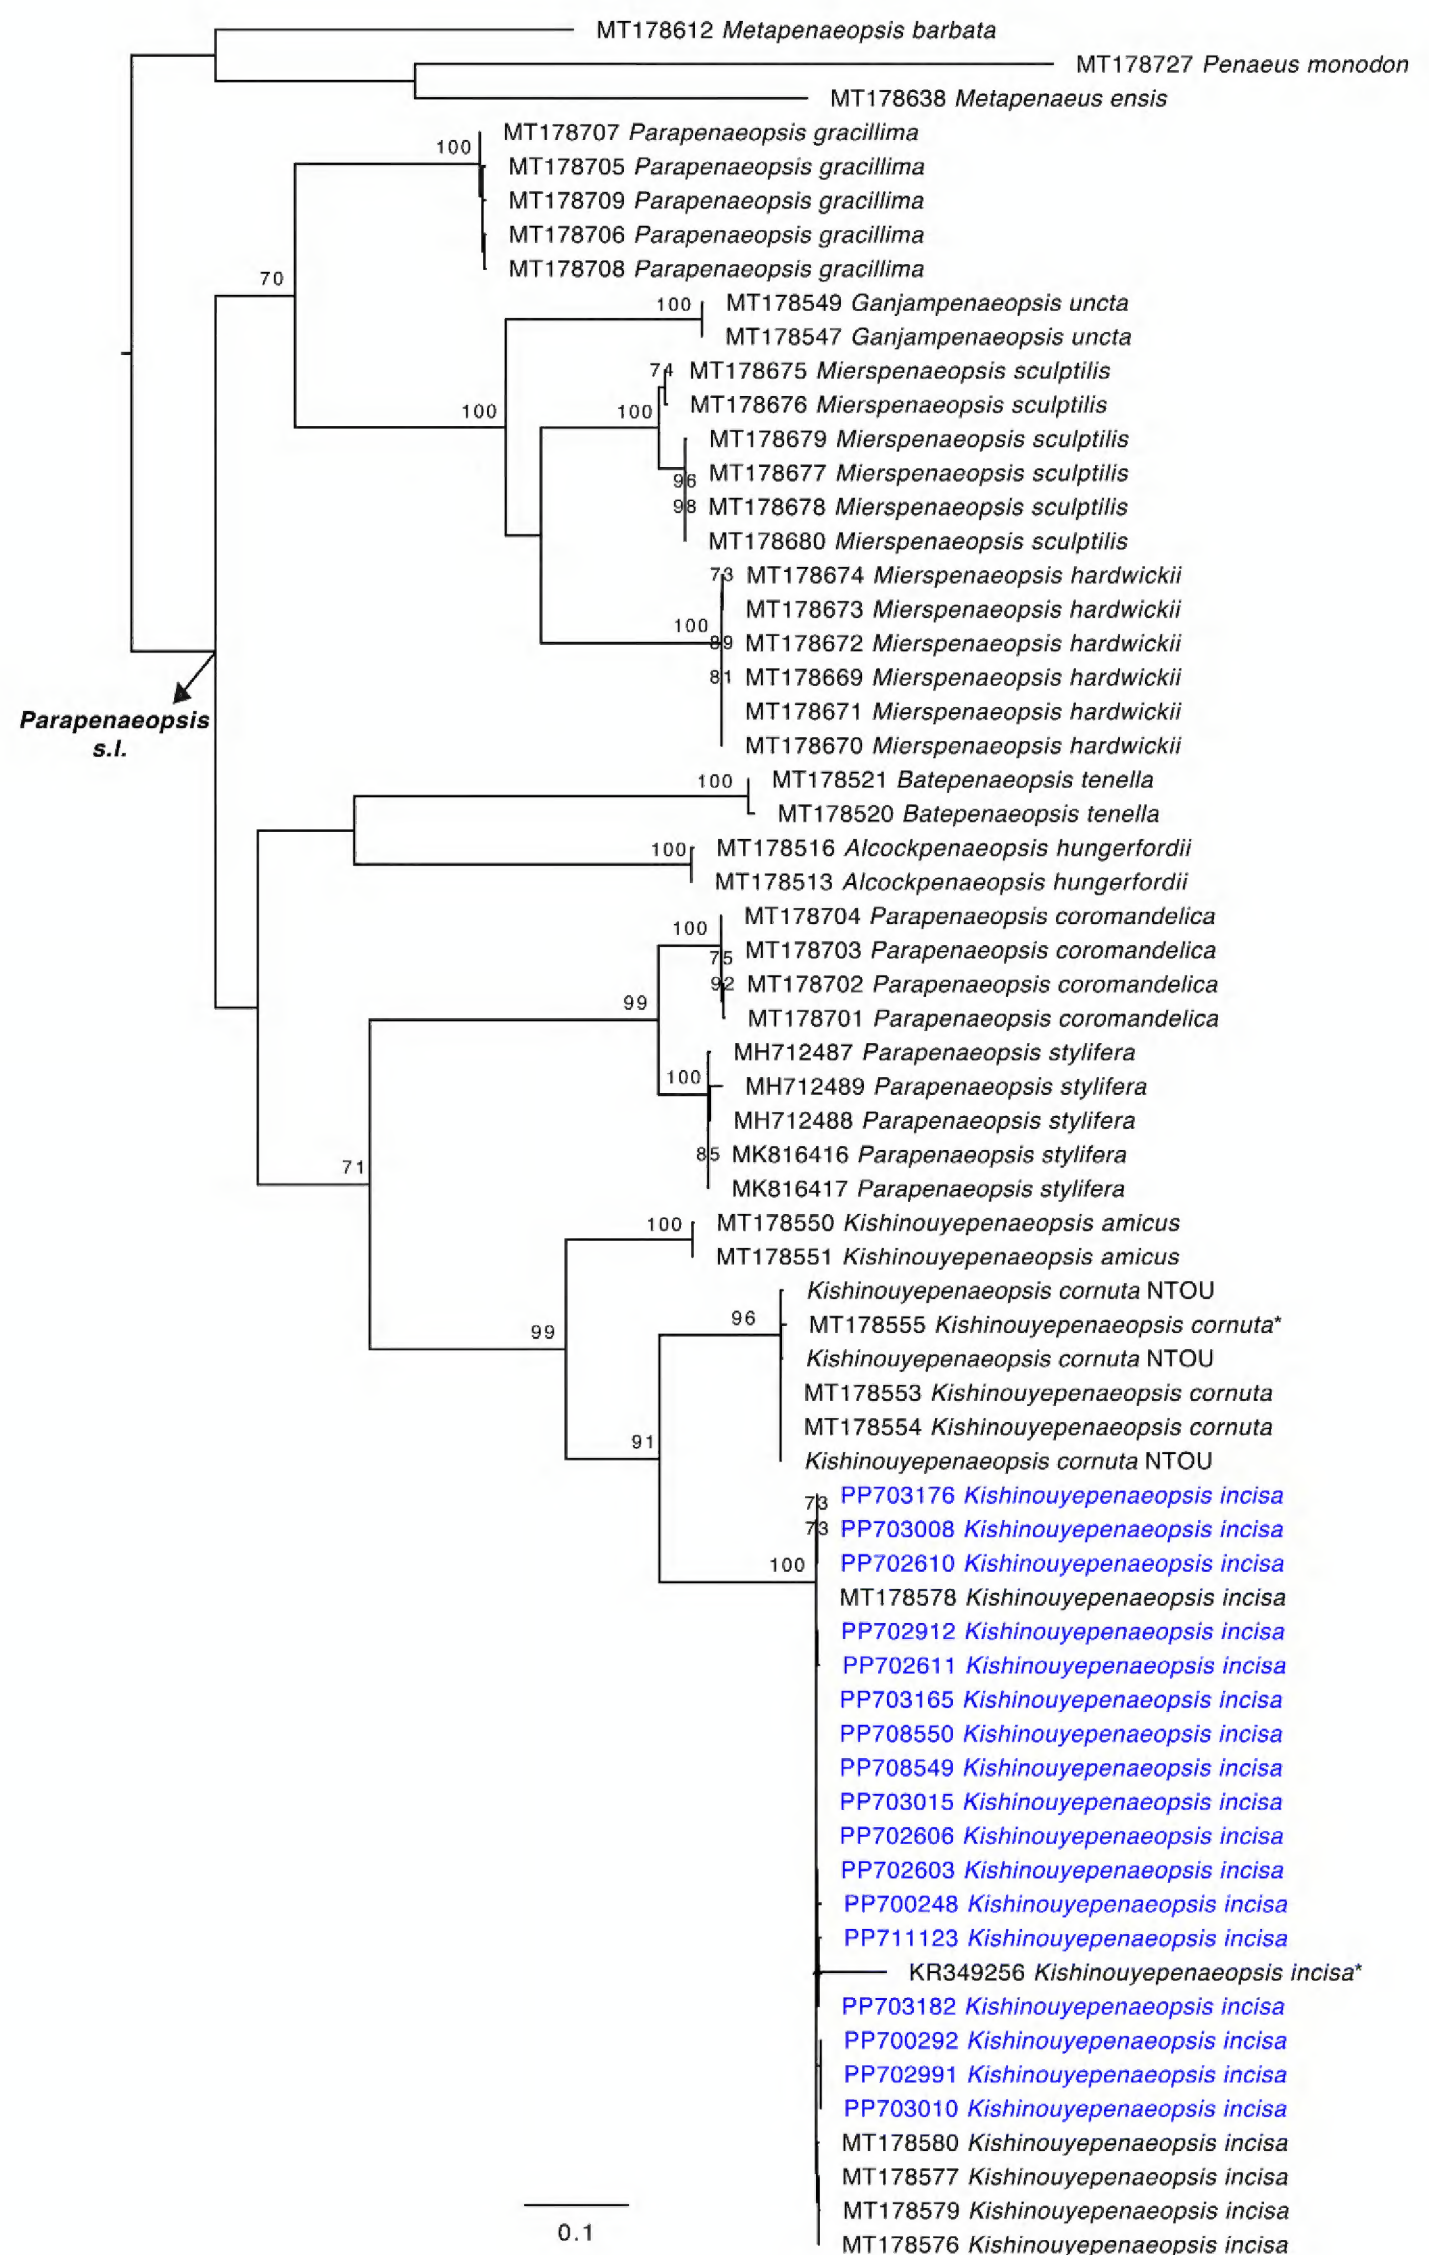 MT178612 Metapenaeopsis barbata
MT178727 Penaeus monodon
MT178638 Metapenaeus ensis
MT178707 Parapenaeopsis gracillima
100
MT178705 Parapenaeopsis gracillima
MT178709 Parapenaeopsis gracillima
MT178706 Parapenaeopsis gracillima
MT178708 Parapenaeopsis gracillima
70
100 MT178549 Ganjampenaeopsis uncta
MT178547 Ganjampenaeopsis uncta
74 MT178675 Mierspenaeopsis sculptilis
MT178676 Mierspenaeopsis sculptilis
100 100
MT178679 Mierspenaeopsis sculptilis
MT178677 Mierspenaeopsis sculptilis
96
98 MT178678 Mierspenaeopsis sculptilis
MT178680 Mierspenaeopsis sculptilis
73 MT178674 Mierspenaeopsis hardwickii
MT178673 Mierspenaeopsis hardwickii
100
89 MT178672 Mierspenaeopsis hardwickii
81 MT178669 Mierspenaeopsis hardwickii
MT178671 Mierspenaeopsis hardwickii
Parapenaeopsis
s.l.
MT178670 Mierspenaeopsis hardwickii
100 MT178521 Batepenaeopsis tenella
MT178520 Batepenaeopsis tenella
100 MT178516 Alcockpenaeopsis hungerfordii
MT178513 Alcockpenaeopsis hungerfordii
MT178704 Parapenaeopsis coromandelica
100
MT178703 Parapenaeopsis coromandelica
75
92 MT178702 Parapenaeopsis coromandelica
99
MT178701 Parapenaeopsis coromandelica
MH712487 Parapenaeopsis stylifera
100
MH712489 Parapenaeopsis stylifera
MH712488 Parapenaeopsis stylifera
85 MK816416 Parapenaeopsis stylifera
71
MK816417 Parapenaeopsis stylifera
100 MT178550 Kishinouyepenaeopsis amicus
MT178551 Kishinouyepenaeopsis amicus
Kishinouyepenaeopsis cornuta NTOU
96
MT178555 Kishinouyepenaeopsis cornuta*
99
Kishinouyepenaeopsis cornuta NTOU
MT178553 Kishinouyepenaeopsis cornuta
MT178554 Kishinouyepenaeopsis cornuta
91
Kishinouyepenaeopsis cornuta NTOU
73 PP703176 Kishinouyepenaeopsis incisa
73 PP703008 Kishinouyepenaeopsis incisa
100 PP702610 Kishinouyepenaeopsis incisa
MT178578 Kishinouyepenaeopsis incisa
PP702912 Kishinouyepenaeopsis incisa
PP702611 Kishinouyepenaeopsis incisa
PP703165 Kishinouyepenaeopsis incisa
PP708550 Kishinouyepenaeopsis incisa
PP708549 Kishinouyepenaeopsis incisa
PP703015 Kishinouyepenaeopsis incisa
PP702606 Kishinouyepenaeopsis incisa
PP702603 Kishinouyepenaeopsis incisa
PP700248 Kishinouyepenaeopsis incisa
PP711123 Kishinouyepenaeopsis incisa
KR349256 Kishinouyepenaeopsis incisa*
PP703182 Kishinouyepenaeopsis incisa
PP700292 Kishinouyepenaeopsis incisa
PP702991 Kishinouyepenaeopsis incisa
PP703010 Kishinouyepenaeopsis incisa
MT178580 Kishinouyepenaeopsis incisa
MT178577 Kishinouyepenaeopsis incisa
MT178579 Kishinouyepenaeopsis incisa
0.1
MT178576 Kishinouyepenaeopsis incisa